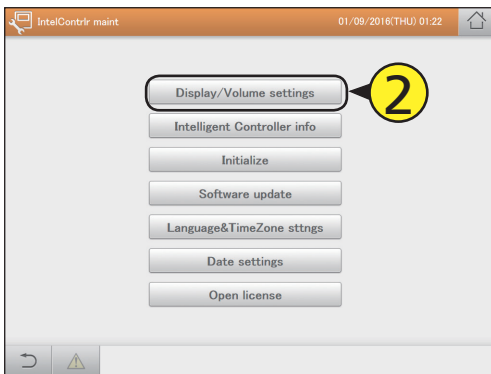 IntelContrlr maint 01/09/2016(THU) 01:22
Display/Volume settings
2
Intelligent Controller info
Initialize
Software update
Language&TimeZone sttngs
Date settings
Open license